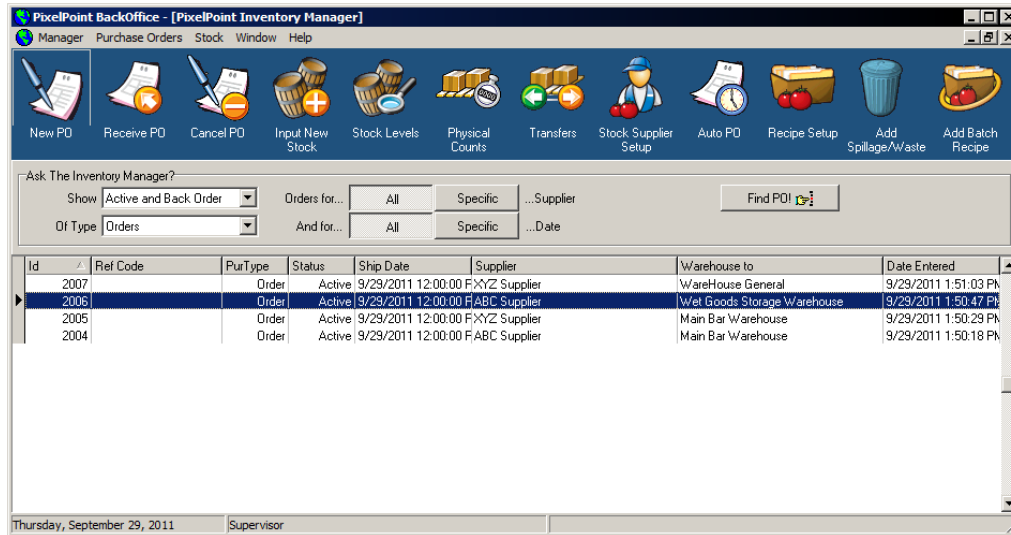 PixelPoint BackOffice - [PixelPoint Inventory Manager]
Manager Purchase Orders Stock Window Help
New PO Receive PO Cancel PO Input New Stock Stock Levels Physical Counts Transfers Stock Supplier Setup Auto PO Recipe Setup Add Spillage/Waste Add Batch Recipe
Ask The Inventory Manager?
Show Active and Back Order Orders for... All Specific ...Supplier Find PO!
Of Type Orders And for... All Specific ...Date
Id Ref Code PurType Status Ship Date Supplier Warehouse to Date Entered
2007 Order Active 9/29/2011 12:00:00 P XYZ Supplier WareHouse General 9/29/2011 1:51:03 PM
2006 Order Active 9/29/2011 12:00:00 P ABC Supplier Wet Goods Storage Warehouse 9/29/2011 1:50:47 PM
2005 Order Active 9/29/2011 12:00:00 P XYZ Supplier Main Bar Warehouse 9/29/2011 1:50:29 PM
2004 Order Active 9/29/2011 12:00:00 P ABC Supplier Main Bar Warehouse 9/29/2011 1:50:18 PM
Thursday, September 29, 2011 Supervisor